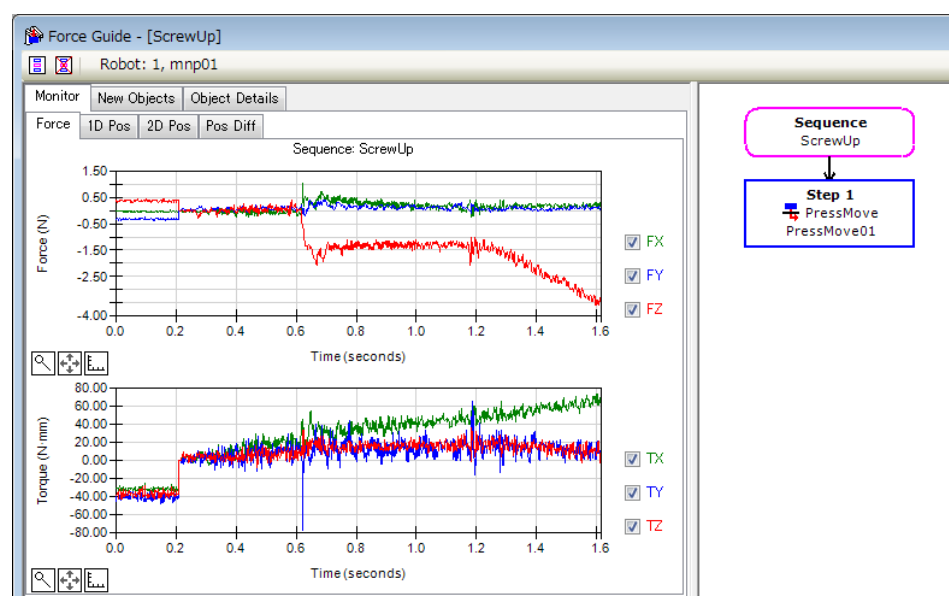 Force Guide - [ScrewUp]
Robot: 1, mnp01
Monitor New Objects Object Details
Force 1D Pos 2D Pos Pos Diff
Sequence: ScrewUp
1.50
0.50
-0.50
-1.50
-2.50
-4.00
Force (N)
0.0 0.2 0.4 0.6 0.8 1.0 1.2 1.4 1.6
Time (seconds)
FX
FY
FZ
80.00
60.00
40.00
20.00
0.00
-20.00
-40.00
-60.00
-80.00
Torque (N·mm)
0.0 0.2 0.4 0.6 0.8 1.0 1.2 1.4 1.6
Time (seconds)
TX
TY
TZ
Sequence
ScrewUp
Step 1
PressMove
PressMove01